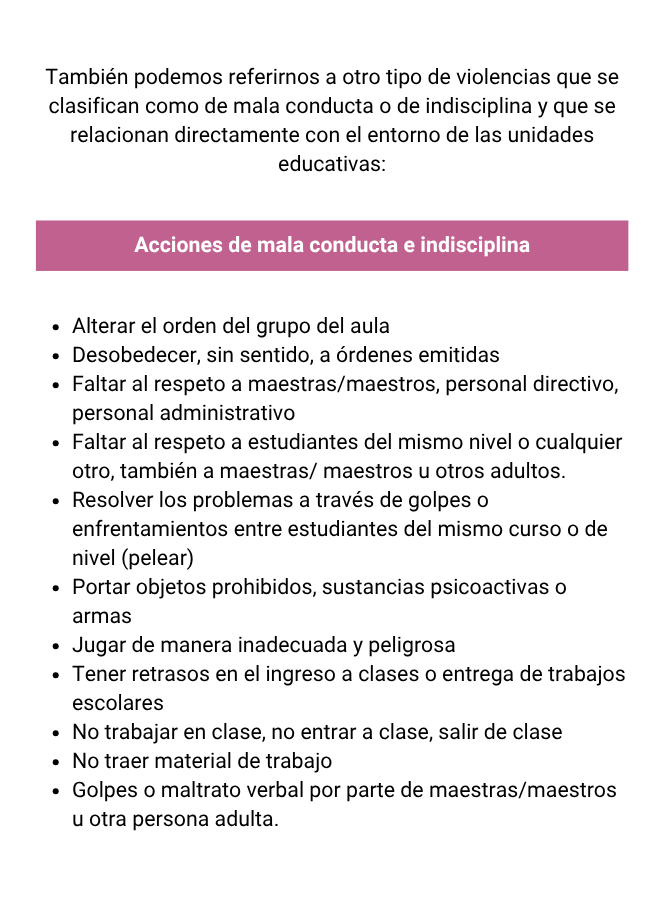 También podemos referirnos a otro tipo de violencias que se
clasifican como de mala conducta o de indisciplina y que se
relacionan directamente con el entorno de las unidades
educativas:
Acciones de mala conducta e indisciplina
• Alterar el orden del grupo del aula
• Desobedecer, sin sentido, a órdenes emitidas
• Faltar al respeto a maestras/maestros, personal directivo,
personal administrativo
• Faltar al respeto a estudiantes del mismo nivel o cualquier
otro, también a maestras/ maestros u otros adultos.
• Resolver los problemas a través de golpes o
enfrentamientos entre estudiantes del mismo curso o de
nivel (pelear)
• Portar objetos prohibidos, sustancias psicoactivas o
armas
• Jugar de manera inadecuada y peligrosa
• Tener retrasos en el ingreso a clases o entrega de trabajos
escolares
• No trabajar en clase, no entrar a clase, salir de clase
• No traer material de trabajo
• Golpes o maltrato verbal por parte de maestras/maestros
u otra persona adulta.